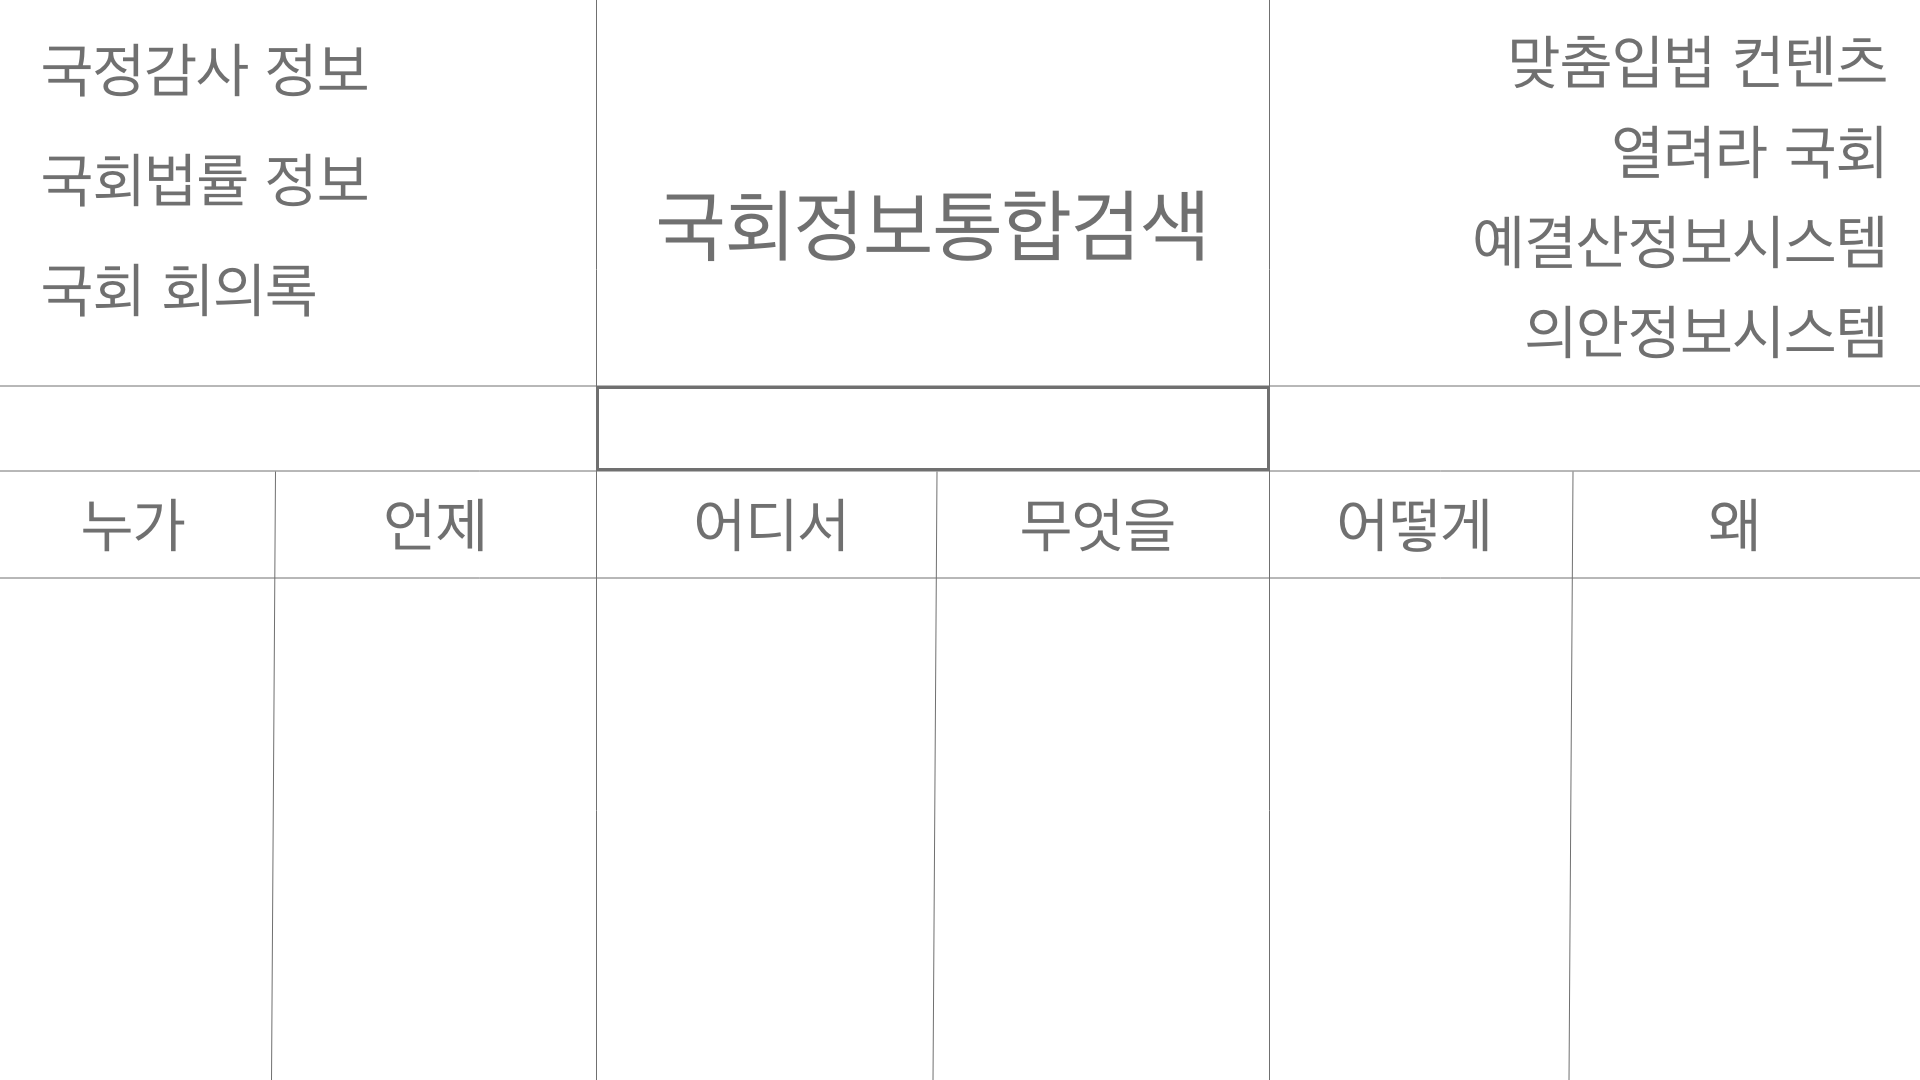 국정감사 정보
국회법률 정보
국회 회의록
국회정보통합검색
맞춤입법 컨텐츠
열려라 국회
예결산정보시스템
의안정보시스템
누가 언제 어디서 무엇을 어떻게 왜